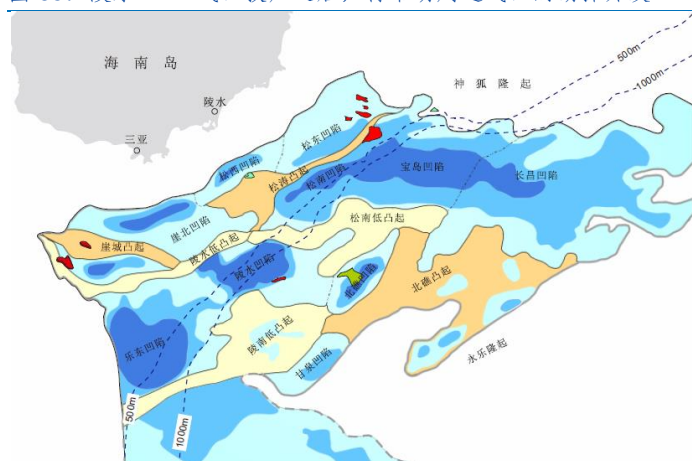 海南岛
神狐隆起
500m
1000m
陵水
三亚
松东凹陷
松西凹陷
松涛凸起
松南凹陷
宝岛凹陷
长昌凹陷
崖北凹陷
松南低凸起
崖城凸起
陵水低凸起
陵水凹陷
北礁凹陷
北礁凸起
乐东凹陷
陵南低凸起
甘泉凹陷
永乐隆起
500m
1000m